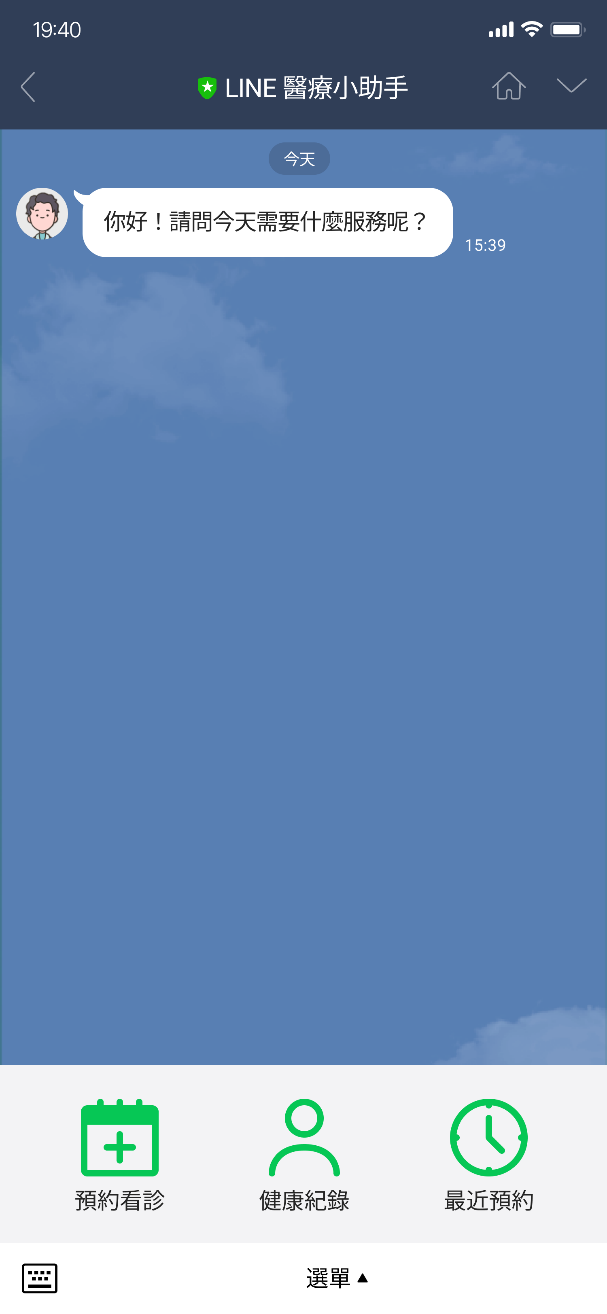 19:40
LINE 醫療小助手
今天
你好！請問今天需要什麼服務呢？
15:39
預約看診 健康紀錄 最近預約
選單 ▲